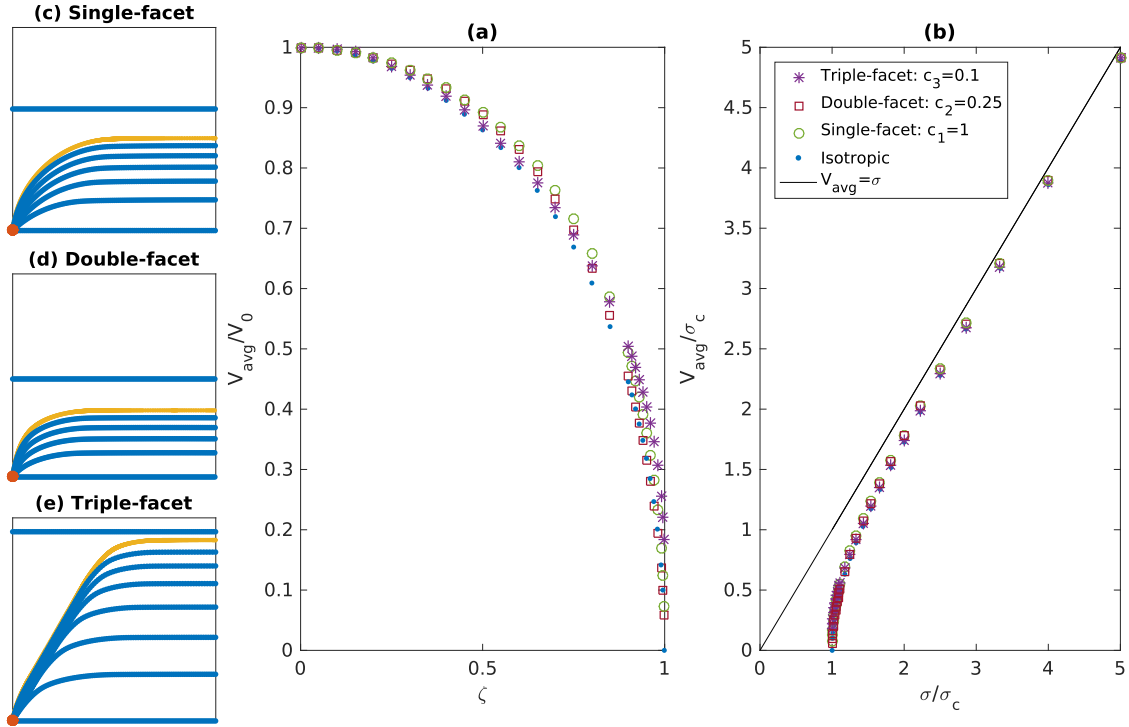 (c) Single-facet
(d) Double-facet
(e) Triple-facet
(a)
V_avg/V_0
1
0.9
0.8
0.7
0.6
0.5
0.4
0.3
0.2
0.1
0
0
0.5
1
ζ
(b)
V_avg/σ_c
5
4.5
4
3.5
3
2.5
2
1.5
1
0.5
0
0
1
2
3
4
5
σ/σ_c
Triple-facet: c_3=0.1
Double-facet: c_2=0.25
Single-facet: c_1=1
Isotropic
V_avg=σ